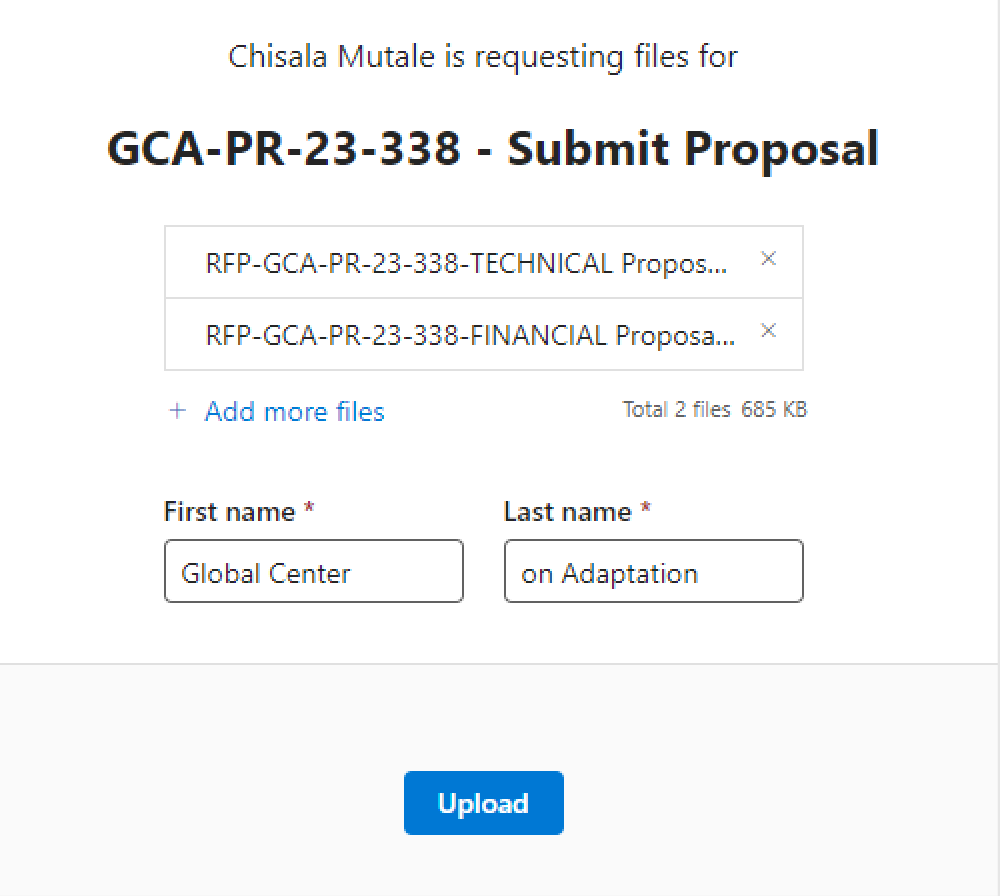 Chisala Mutale is requesting files for
GCA-PR-23-338 - Submit Proposal
RFP-GCA-PR-23-338-TECHNICAL Propos...
RFP-GCA-PR-23-338-FINANCIAL Proposa...
+ Add more files
Total 2 files 685 KB
First name *
Last name *
Global Center
on Adaptation
Upload